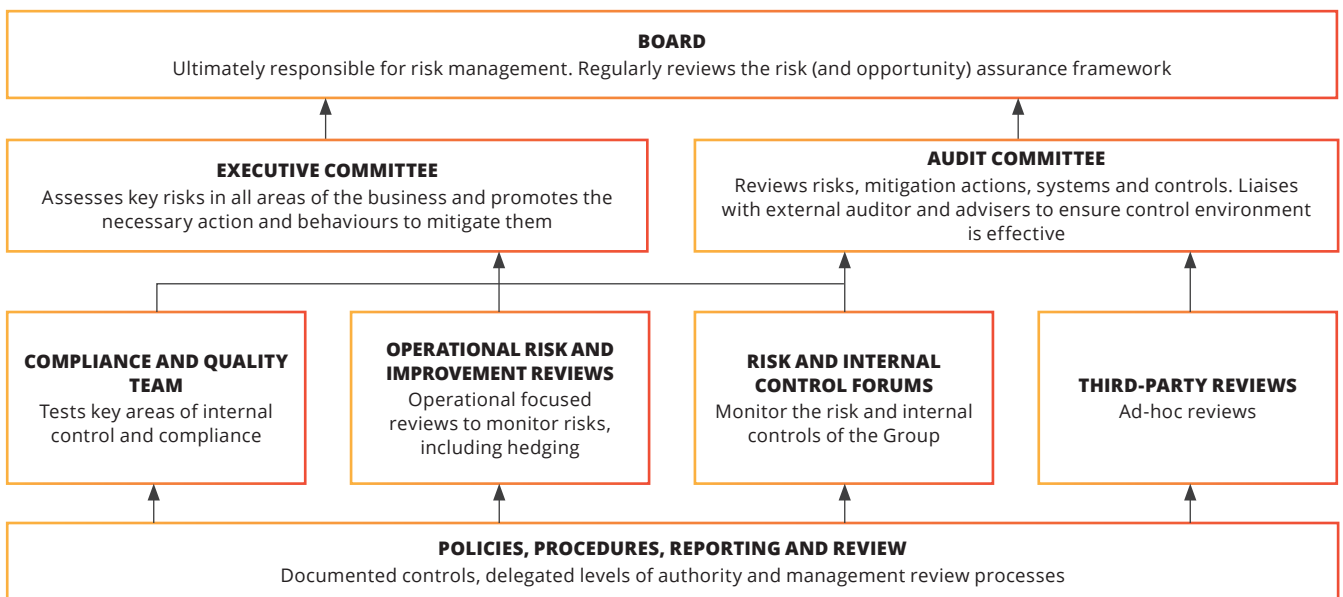 BOARD
Ultimately responsible for risk management. Regularly reviews the risk (and opportunity) assurance framework
EXECUTIVE COMMITTEE
Assesses key risks in all areas of the business and promotes the
necessary action and behaviours to mitigate them
AUDIT COMMITTEE
Reviews risks, mitigation actions, systems and controls. Liaises
with external auditor and advisers to ensure control environment
is effective
COMPLIANCE AND QUALITY
TEAM
Tests key areas of internal
control and compliance
OPERATIONAL RISK AND
IMPROVEMENT REVIEWS
Operational focused
reviews to monitor risks,
including hedging
RISK AND INTERNAL
CONTROL FORUMS
Monitor the risk and internal
controls of the Group
THIRD-PARTY REVIEWS
Ad-hoc reviews
POLICIES, PROCEDURES, REPORTING AND REVIEW
Documented controls, delegated levels of authority and management review processes